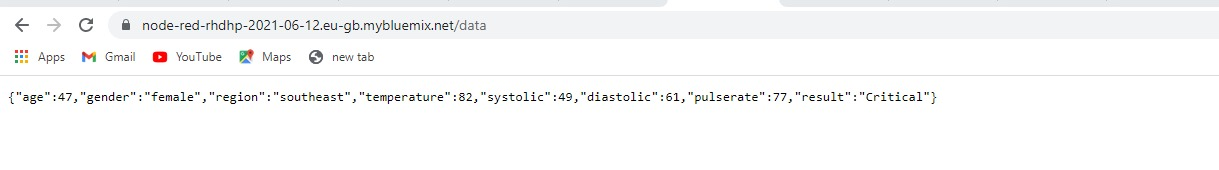 node-red-rhdhp-2021-06-12.eu-gb.mybluemix.net/data
Apps Gmail YouTube Maps new tab
{"age":47,"gender":"female","region":"southeast","temperature":82,"systolic":49,"diastolic":61,"pulserate":77,"result":"Critical"}